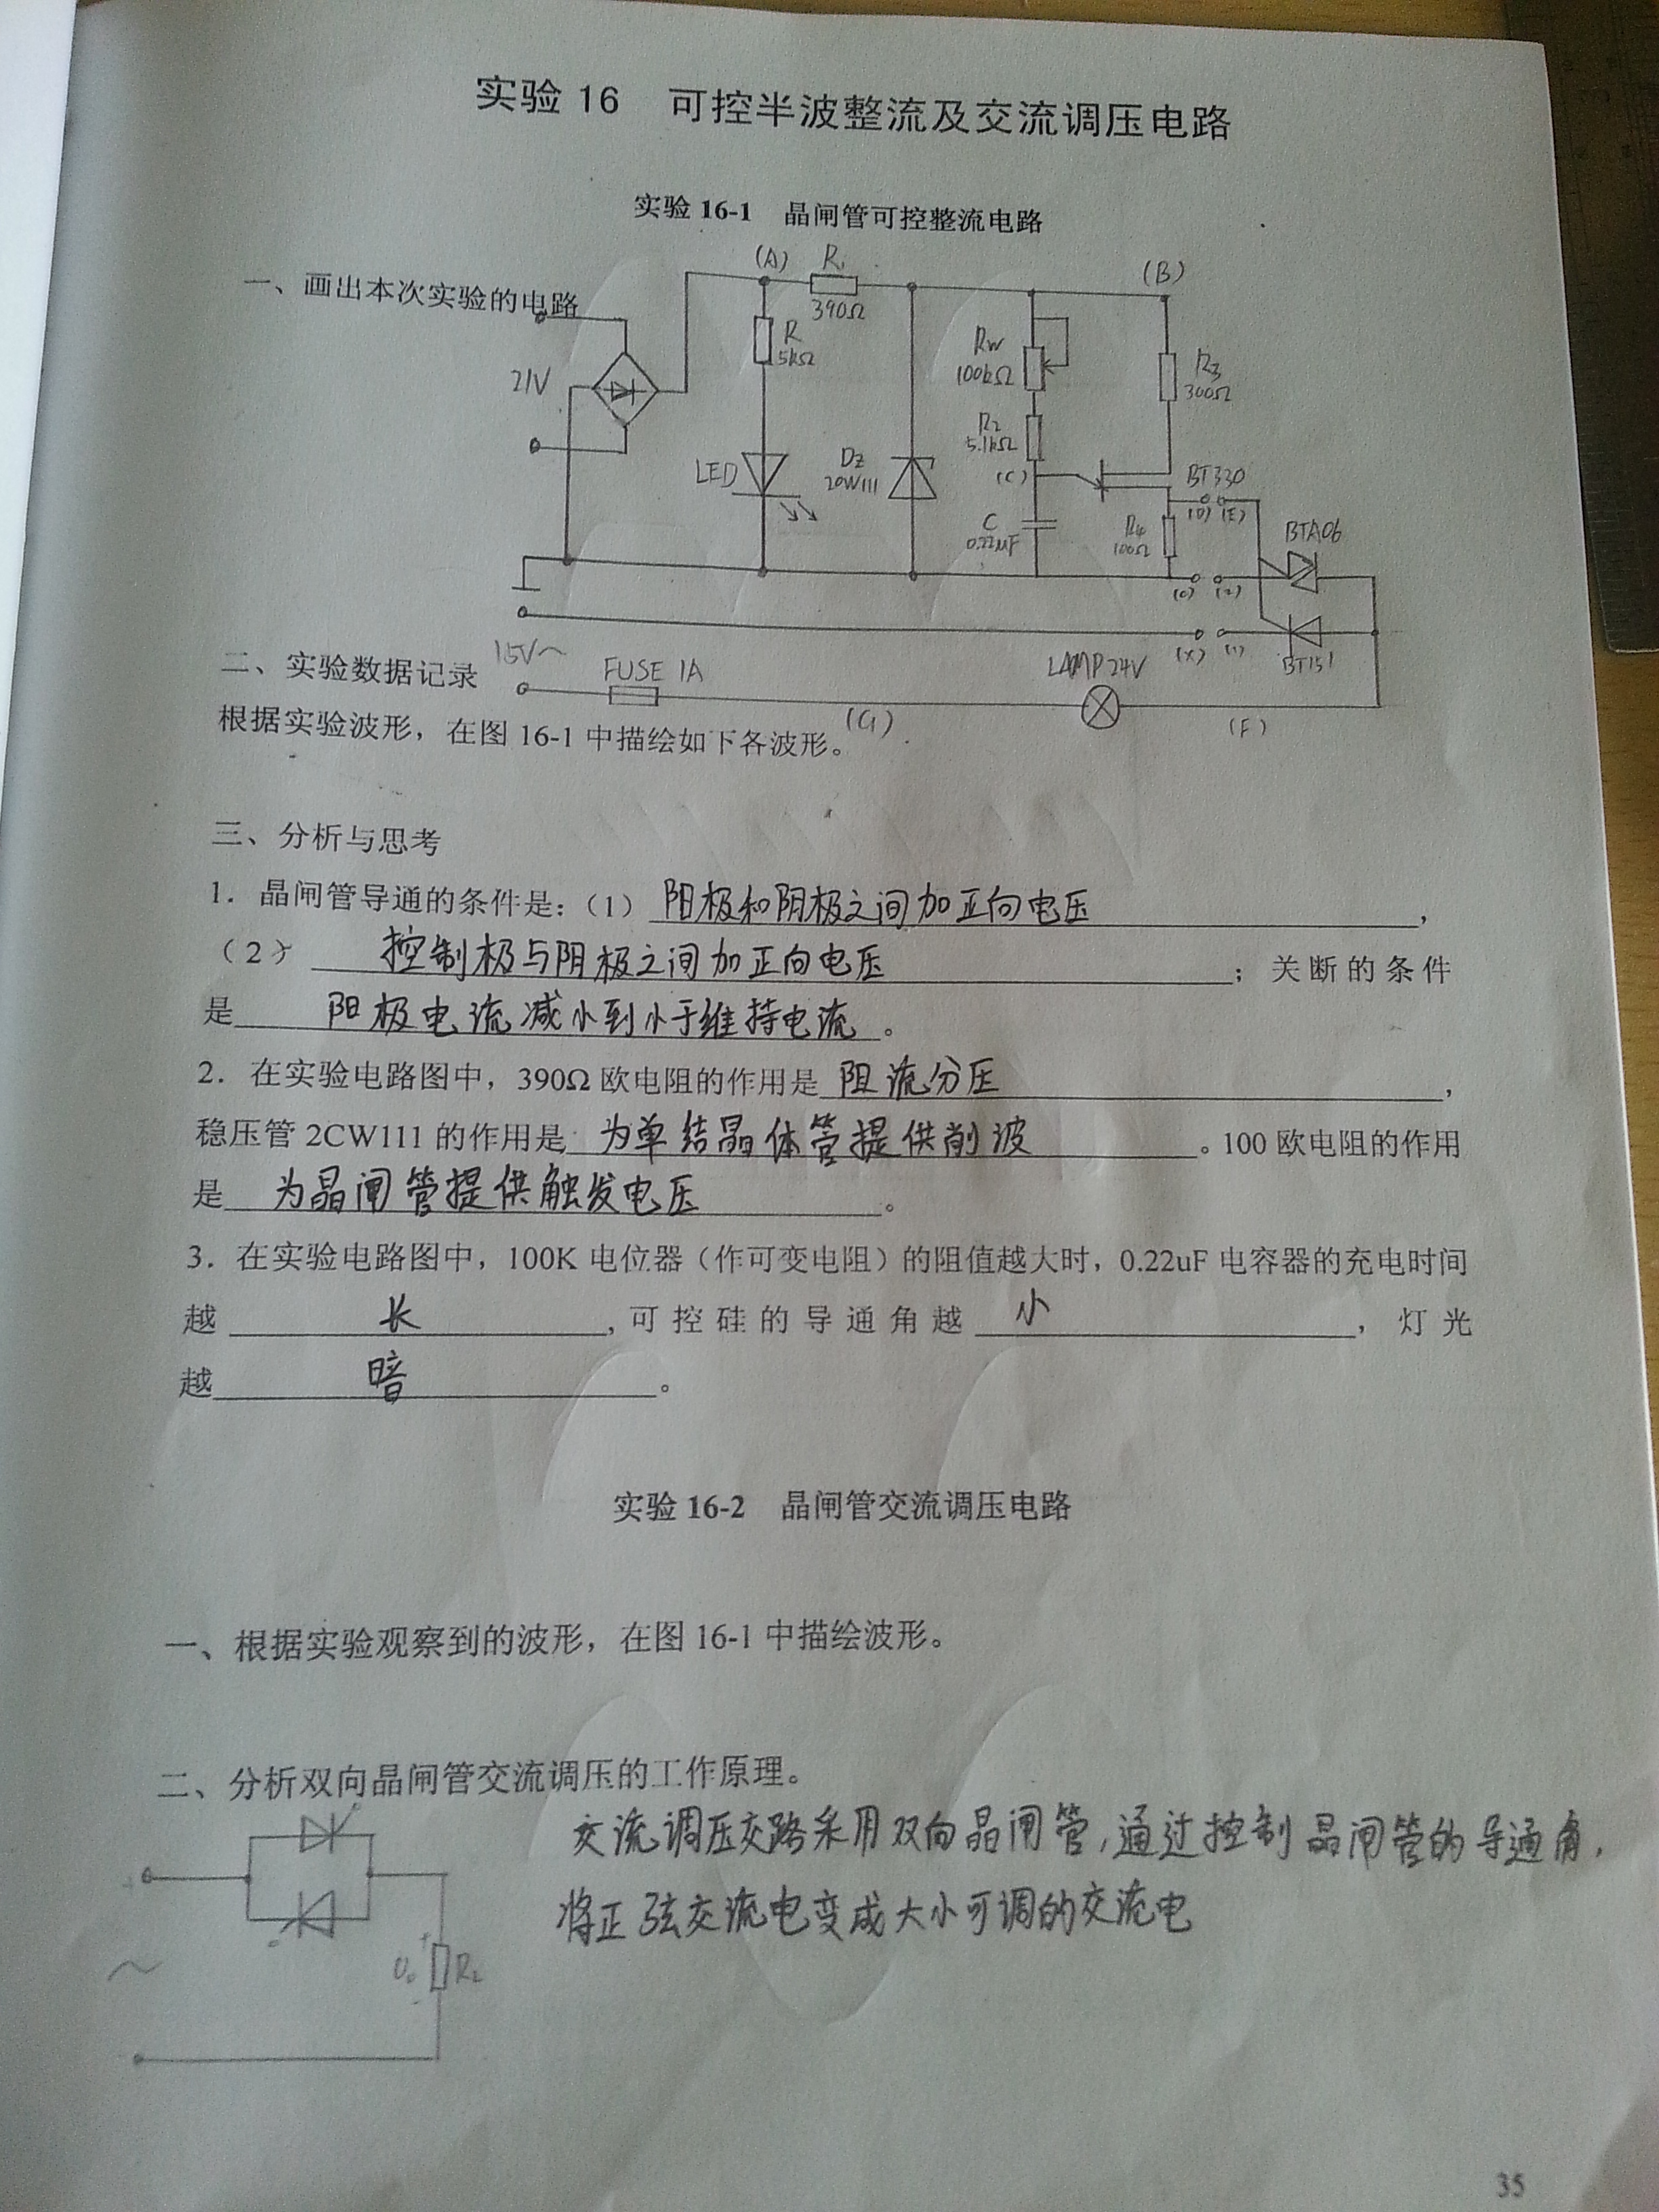 实验 16 可控半波整流及交流调压电路
实验 16-1 晶闸管可控整流电路
一、画出本次实验的电路
(A) R₁ (B)
390Ω
21V
R
5kΩ
Rw
100kΩ
R3
300Ω
R2
5.1kΩ
LED
Dz
20W111
(C)
BT330
C
0.22μF
R4
100Ω
(D) (E)
BTA06
(0) (2)
15V~
FUSE 1A
LAMP 24V
(X) (1)
BT151
(G)
(F)
二、实验数据记录
根据实验波形，在图 16-1 中描绘如下各波形。
三、分析与思考
1．晶闸管导通的条件是：（1） 阳极和阴极之间加正向电压 ，
（2） 控制极与阴极之间加正向电压 ；关断的条件
是 阳极电流减小到小于维持电流 。
2．在实验电路图中，390Ω 欧电阻的作用是 阻流分压 ，
稳压管 2CW111 的作用是 为单结晶体管提供削波 。100 欧电阻的作用
是 为晶闸管提供触发电压 。
3．在实验电路图中，100K 电位器（作可变电阻）的阻值越大时，0.22uF 电容器的充电时间
越 长 ，可控硅的导通角越 小 ，灯光
越 暗 。
实验 16-2 晶闸管交流调压电路
一、根据实验观察到的波形，在图 16-1 中描绘波形。
二、分析双向晶闸管交流调压的工作原理。
交流调压交路采用双向晶闸管，通过控制晶闸管的导通角，
将正弦交流电变成大小可调的交流电
+
~
U₀ RL
35